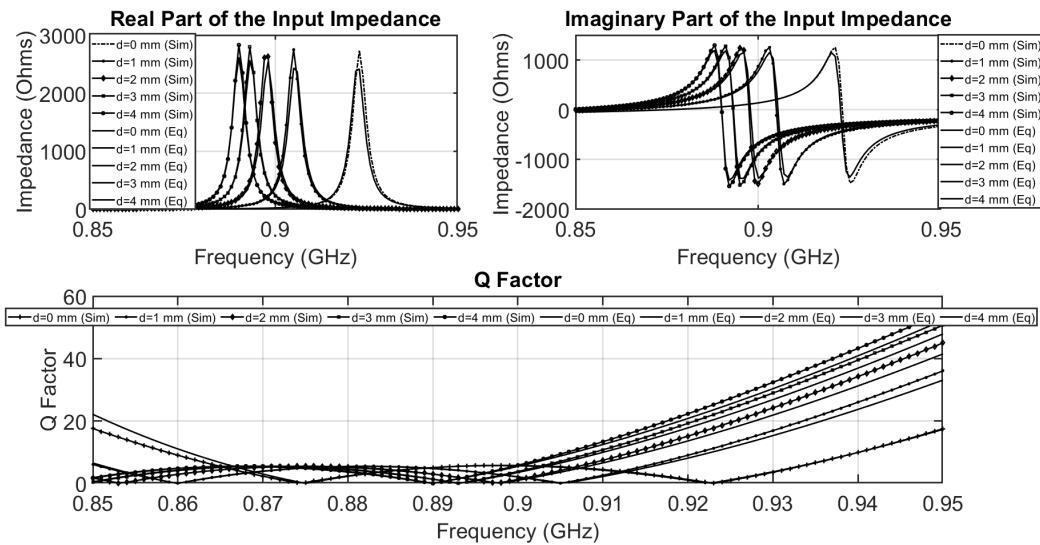 Real Part of the Input Impedance
Impedance (Ohms)
3000
2000
1000
0
0.85
0.9
0.95
Frequency (GHz)
d=0 mm (Sim)
d=1 mm (Sim)
d=2 mm (Sim)
d=3 mm (Sim)
d=4 mm (Sim)
d=0 mm (Eq)
d=1 mm (Eq)
d=2 mm (Eq)
d=3 mm (Eq)
d=4 mm (Eq)
Imaginary Part of the Input Impedance
Impedance (Ohms)
1000
0
-1000
-2000
0.85
0.9
0.95
Frequency (GHz)
d=0 mm (Sim)
d=1 mm (Sim)
d=2 mm (Sim)
d=3 mm (Sim)
d=4 mm (Sim)
d=0 mm (Eq)
d=1 mm (Eq)
d=2 mm (Eq)
d=3 mm (Eq)
d=4 mm (Eq)
Q Factor
d=0 mm (Sim) d=1 mm (Sim) d=2 mm (Sim) d=3 mm (Sim) d=4 mm (Sim) d=0 mm (Eq) d=1 mm (Eq) d=2 mm (Eq) d=3 mm (Eq) d=4 mm (Eq)
Q Factor
60
40
20
0
0.85 0.86 0.87 0.88 0.89 0.9 0.91 0.92 0.93 0.94 0.95
Frequency (GHz)